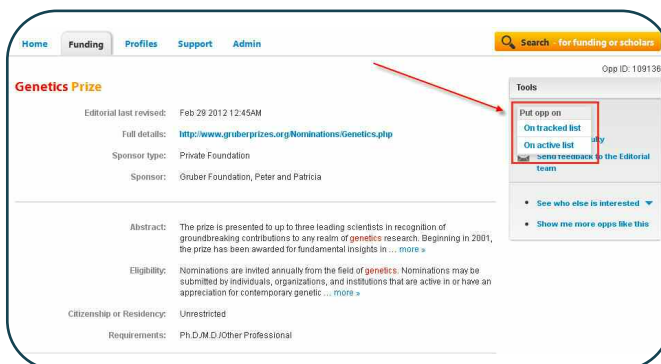 Home Funding Profiles Support Admin
Search - for funding or scholars
Opp ID: 109136
Genetics Prize
Editorial last revised: Feb 29 2012 12:45AM
Full details: http://www.gruberprizes.org/Nominations/Genetics.php
Sponsor type: Private Foundation
Sponsor: Gruber Foundation, Peter and Patricia
Abstract: The prize is presented to up to three leading scientists in recognition of
groundbreaking contributions to any realm of genetics research. Beginning in 2001,
the prize has been awarded for fundamental insights in ... more »
Eligibility: Nominations are invited annually from the field of genetics. Nominations may be
submitted by individuals, organizations, and institutions that are active in or have an
appreciation for contemporary genetic ... more »
Citizenship or Residency: Unrestricted
Requirements: Ph.D./M.D./Other Professional
Tools
Put opp on
On tracked list
On active list
Send feedback to the Editorial
team
See who else is interested
Show me more opps like this